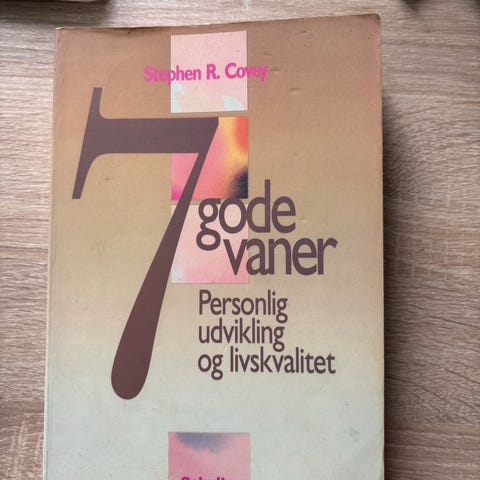 Stephen R. Covey
7
gode
vaner
Personlig
udvikling
og livskvalitet